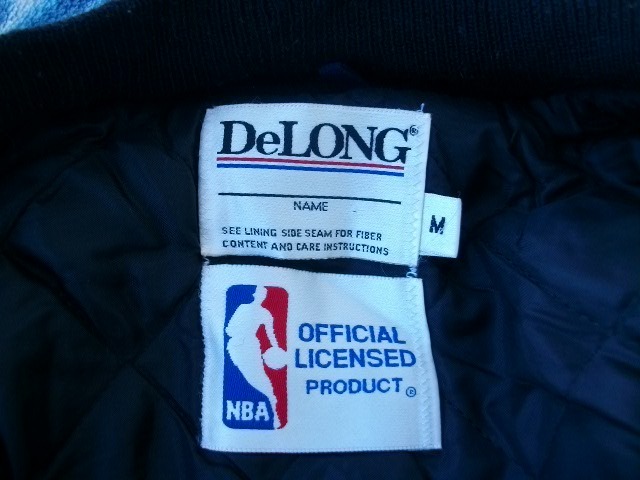 DeLONG®
NAME
SEE LINING SIDE SEAM FOR FIBER
CONTENT AND CARE INSTRUCTIONS
M
NBA
OFFICIAL
LICENSED
PRODUCT©